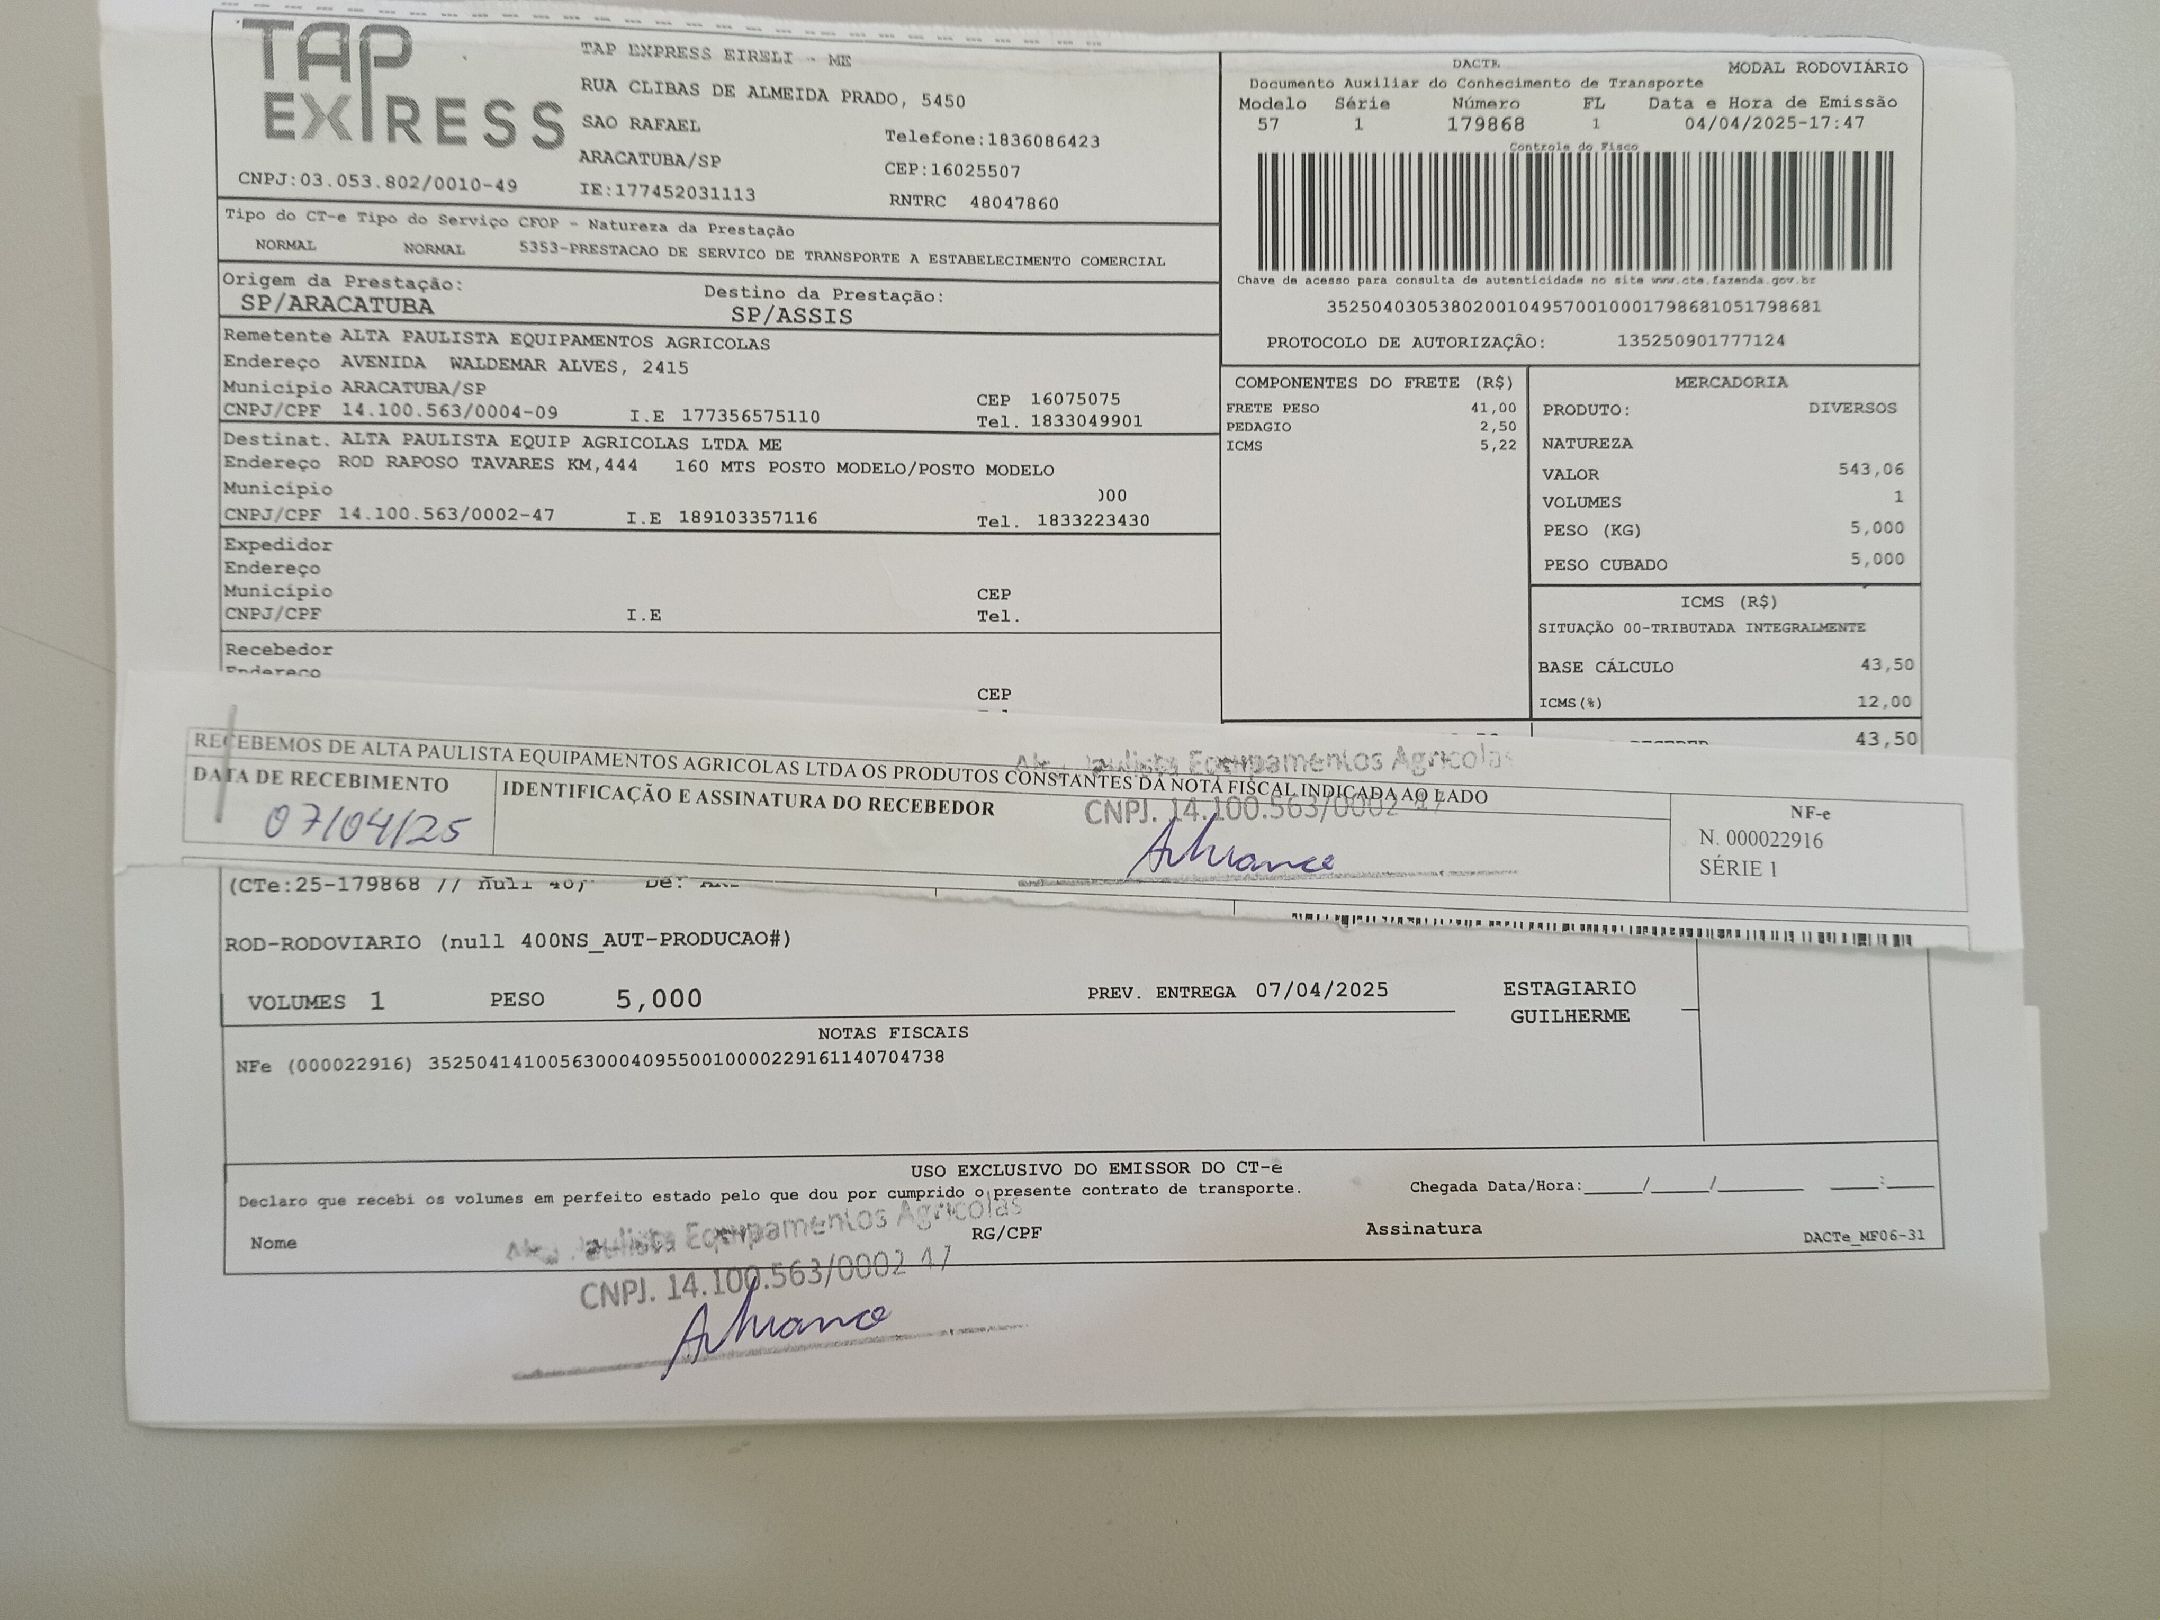 TAP EXPRESS
TAP EXPRESS EIRELI - ME
RUA CLIBAS DE ALMEIDA PRADO, 5450
SAO RAFAEL
Telefone:1836086423
ARACATUBA/SP
CEP:16025507
CNPJ:03.053.802/0010-49
IE:177452031113
RNTRC 48047860
DACTE
MODAL RODOVIÁRIO
Documento Auxiliar do Conhecimento de Transporte
Modelo Série Número FL Data e Hora de Emissão
57 1 179868 1 04/04/2025-17:47
Controle do Fisco
Chave de acesso para consulta de autenticidade no site www.cte.fazenda.gov.br
35250403053802001049570010001798681051798681
PROTOCOLO DE AUTORIZAÇÃO: 135250901777124
Tipo do CT-e Tipo do Serviço CFOP - Natureza da Prestação
NORMAL NORMAL 5353-PRESTACAO DE SERVICO DE TRANSPORTE A ESTABELECIMENTO COMERCIAL
Origem da Prestação: Destino da Prestação:
SP/ARACATUBA SP/ASSIS
Remetente ALTA PAULISTA EQUIPAMENTOS AGRICOLAS
Endereço AVENIDA WALDEMAR ALVES, 2415
Município ARACATUBA/SP CEP 16075075
CNPJ/CPF 14.100.563/0004-09 I.E 177356575110 Tel. 1833049901
Destinat. ALTA PAULISTA EQUIP AGRICOLAS LTDA ME
Endereço ROD RAPOSO TAVARES KM,444 160 MTS POSTO MODELO/POSTO MODELO
Município 000
CNPJ/CPF 14.100.563/0002-47 I.E 189103357116 Tel. 1833223430
Expedidor
Endereço
Município CEP
CNPJ/CPF I.E Tel.
Recebedor
Endereço
CEP
COMPONENTES DO FRETE (R$)
FRETE PESO 41,00
PEDAGIO 2,50
ICMS 5,22
MERCADORIA
PRODUTO: DIVERSOS
NATUREZA
VALOR 543,06
VOLUMES 1
PESO (KG) 5,000
PESO CUBADO 5,000
ICMS (R$)
SITUAÇÃO 00-TRIBUTADA INTEGRALMENTE
BASE CÁLCULO 43,50
ICMS(%) 12,00
43,50
RECEBEMOS DE ALTA PAULISTA EQUIPAMENTOS AGRICOLAS LTDA OS PRODUTOS CONSTANTES DA NOTA FISCAL INDICADA AO LADO
DATA DE RECEBIMENTO
07/04/25
IDENTIFICAÇÃO E ASSINATURA DO RECEBEDOR
Paulista Equipamentos Agricolas
CNPJ. 14.100.563/0002 47
NF-e
N. 000022916
SÉRIE 1
(CTe:25-179868 // null 40 De:
ROD-RODOVIARIO (null 400NS_AUT-PRODUCAO#)
VOLUMES 1 PESO 5,000 PREV. ENTREGA 07/04/2025
ESTAGIARIO
GUILHERME
NOTAS FISCAIS
NFe (000022916) 35250414100563000409550010000229161140704738
USO EXCLUSIVO DO EMISSOR DO CT-e
Declaro que recebi os volumes em perfeito estado pelo que dou por cumprido o presente contrato de transporte. Chegada Data/Hora:____/____/______ ____:____
Nome RG/CPF Assinatura DACTe_MF06-31
Paulista Equipamentos Agricolas
CNPJ. 14.100.563/0002 47